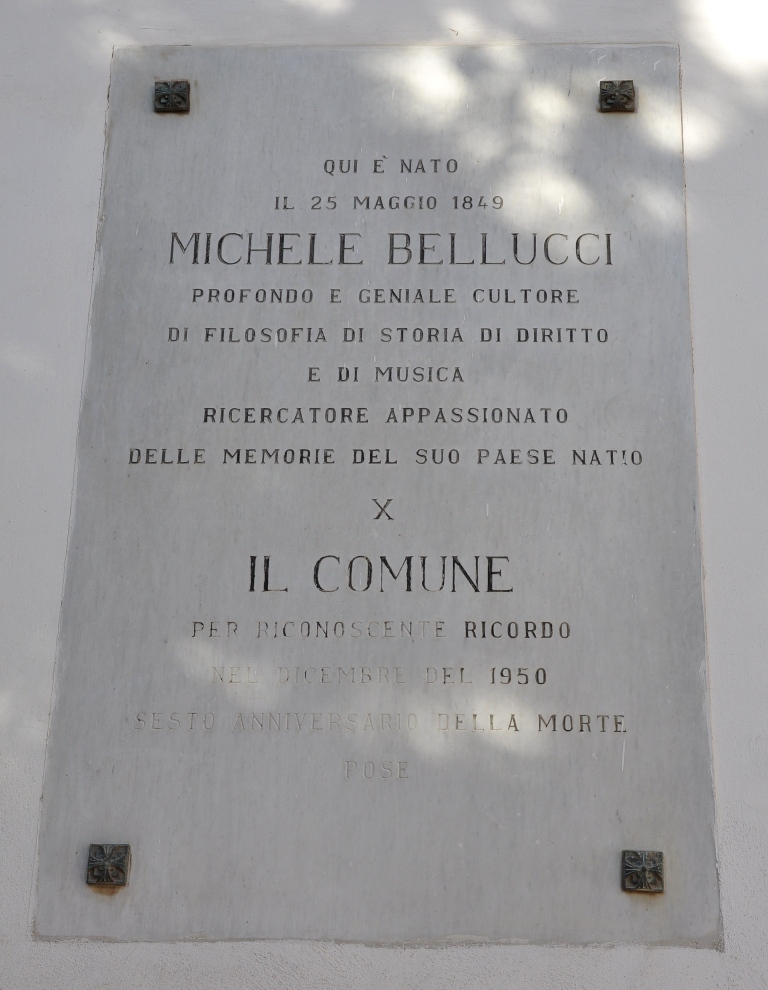 QUI È NATO
IL 25 MAGGIO 1849
MICHELE BELLUCCI
PROFONDO E GENIALE CULTORE
DI FILOSOFIA DI STORIA DI DIRITTO
E DI MUSICA
RICERCATORE APPASSIONATO
DELLE MEMORIE DEL SUO PAESE NATIO
X
IL COMUNE
PER RICONOSCENTE RICORDO
NEL DICEMBRE DEL 1950
SESTO ANNIVERSARIO DELLA MORTE
POSE